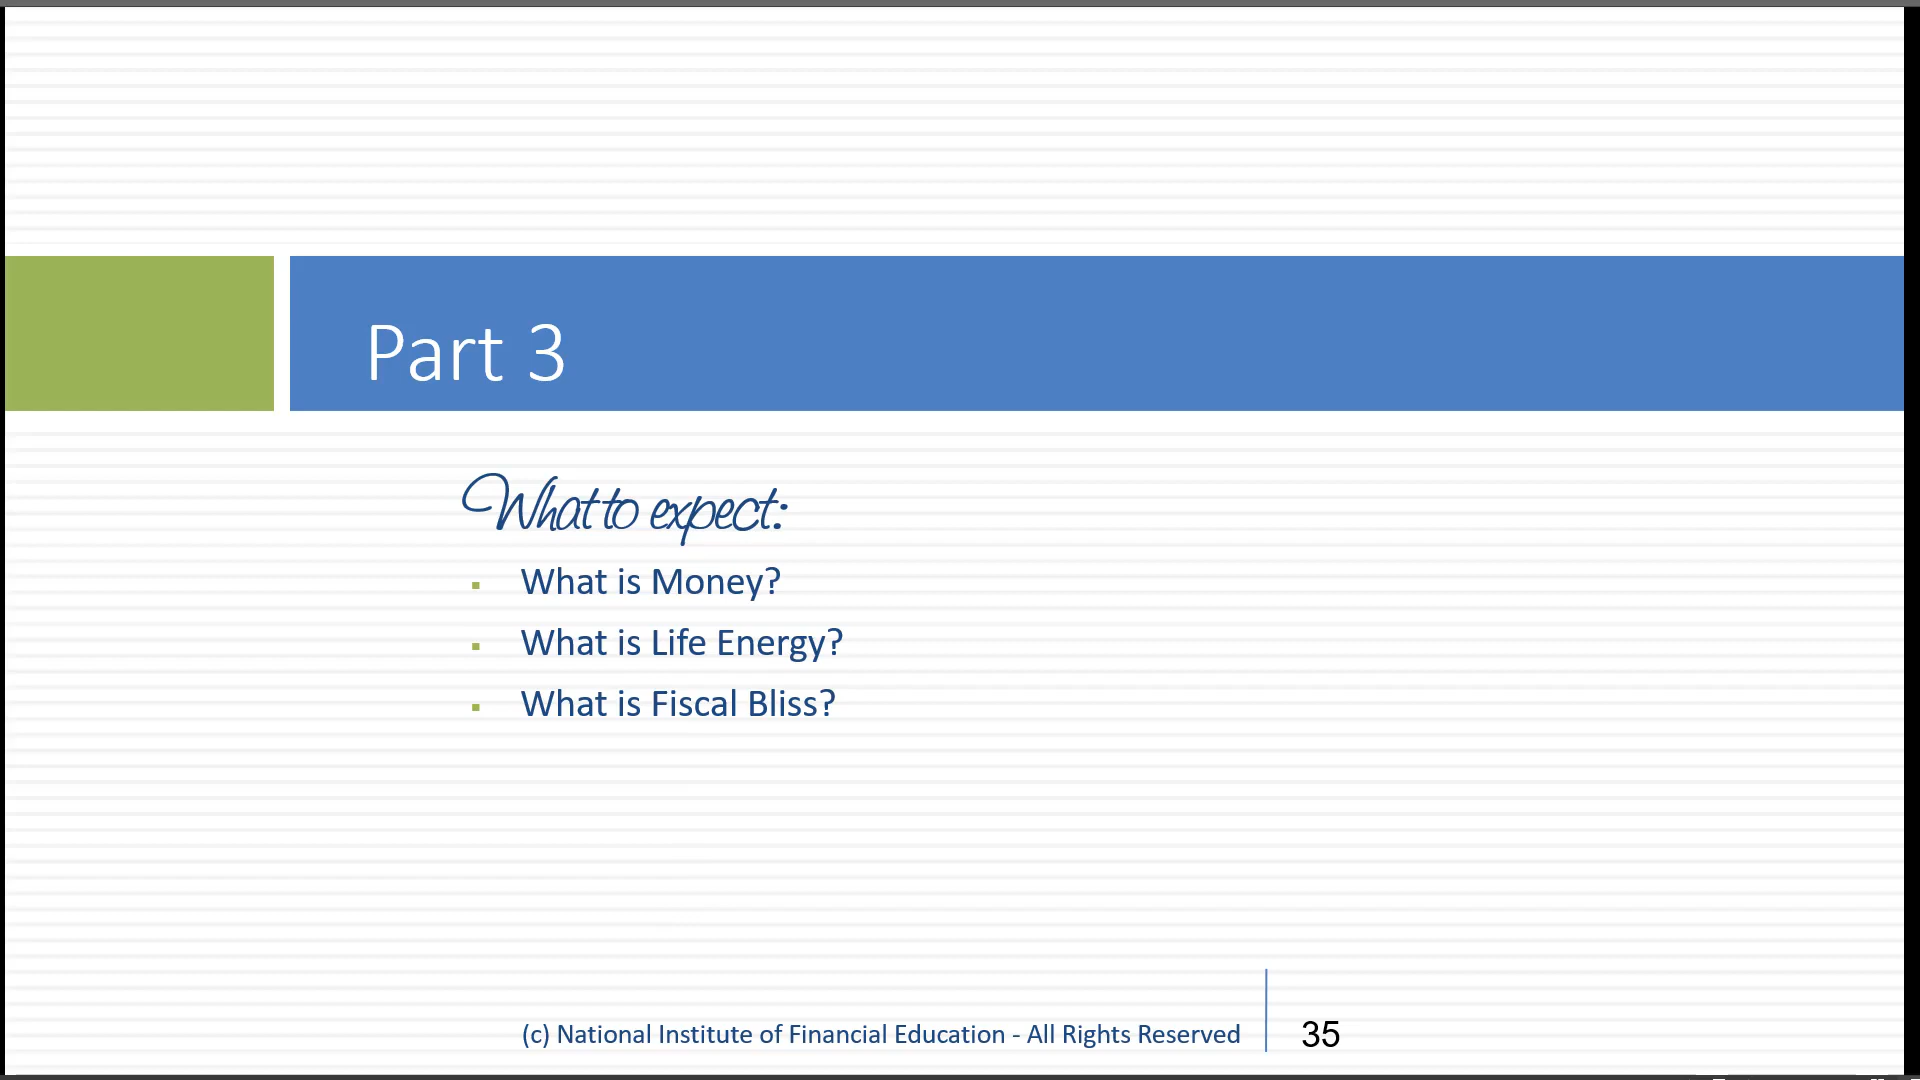 Part 3
What to expect:
▪ What is Money?
▪ What is Life Energy?
▪ What is Fiscal Bliss?
(c) National Institute of Financial Education - All Rights Reserved
35